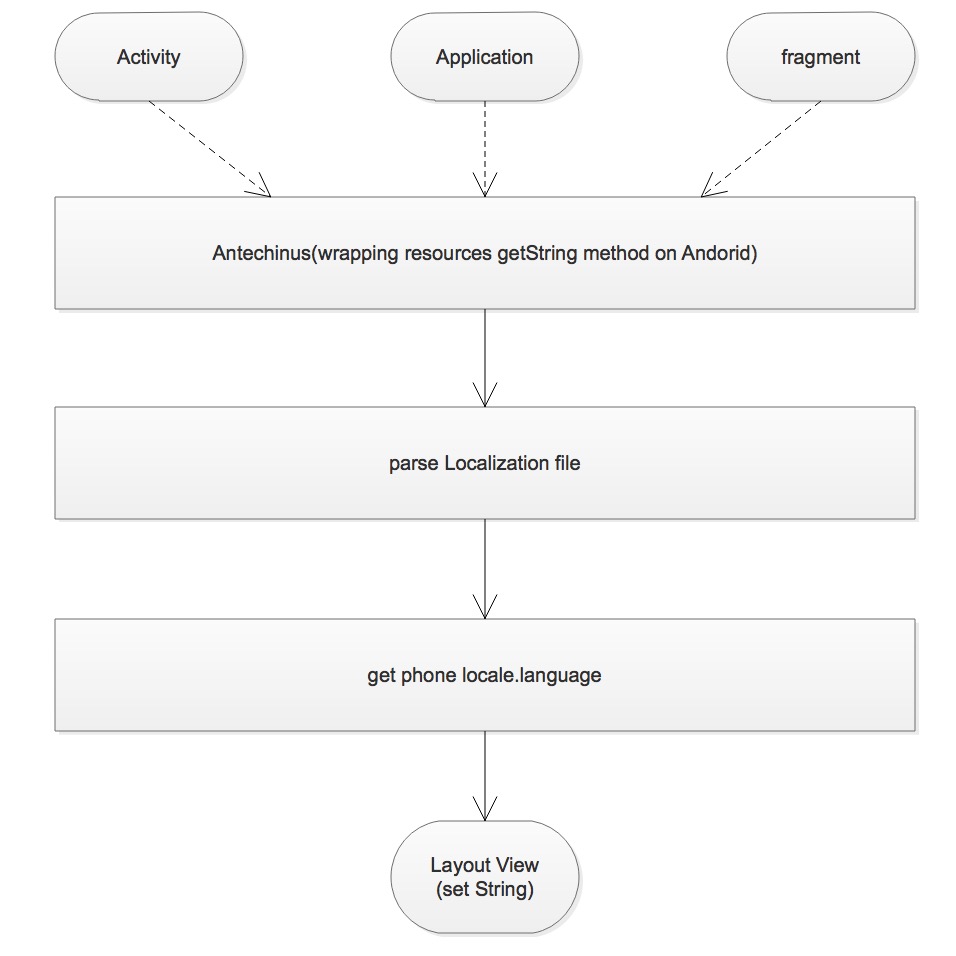 Activity
Application
fragment
Antechinus(wrapping resources getString method on Andorid)
parse Localization file
get phone locale.language
Layout View
(set String)